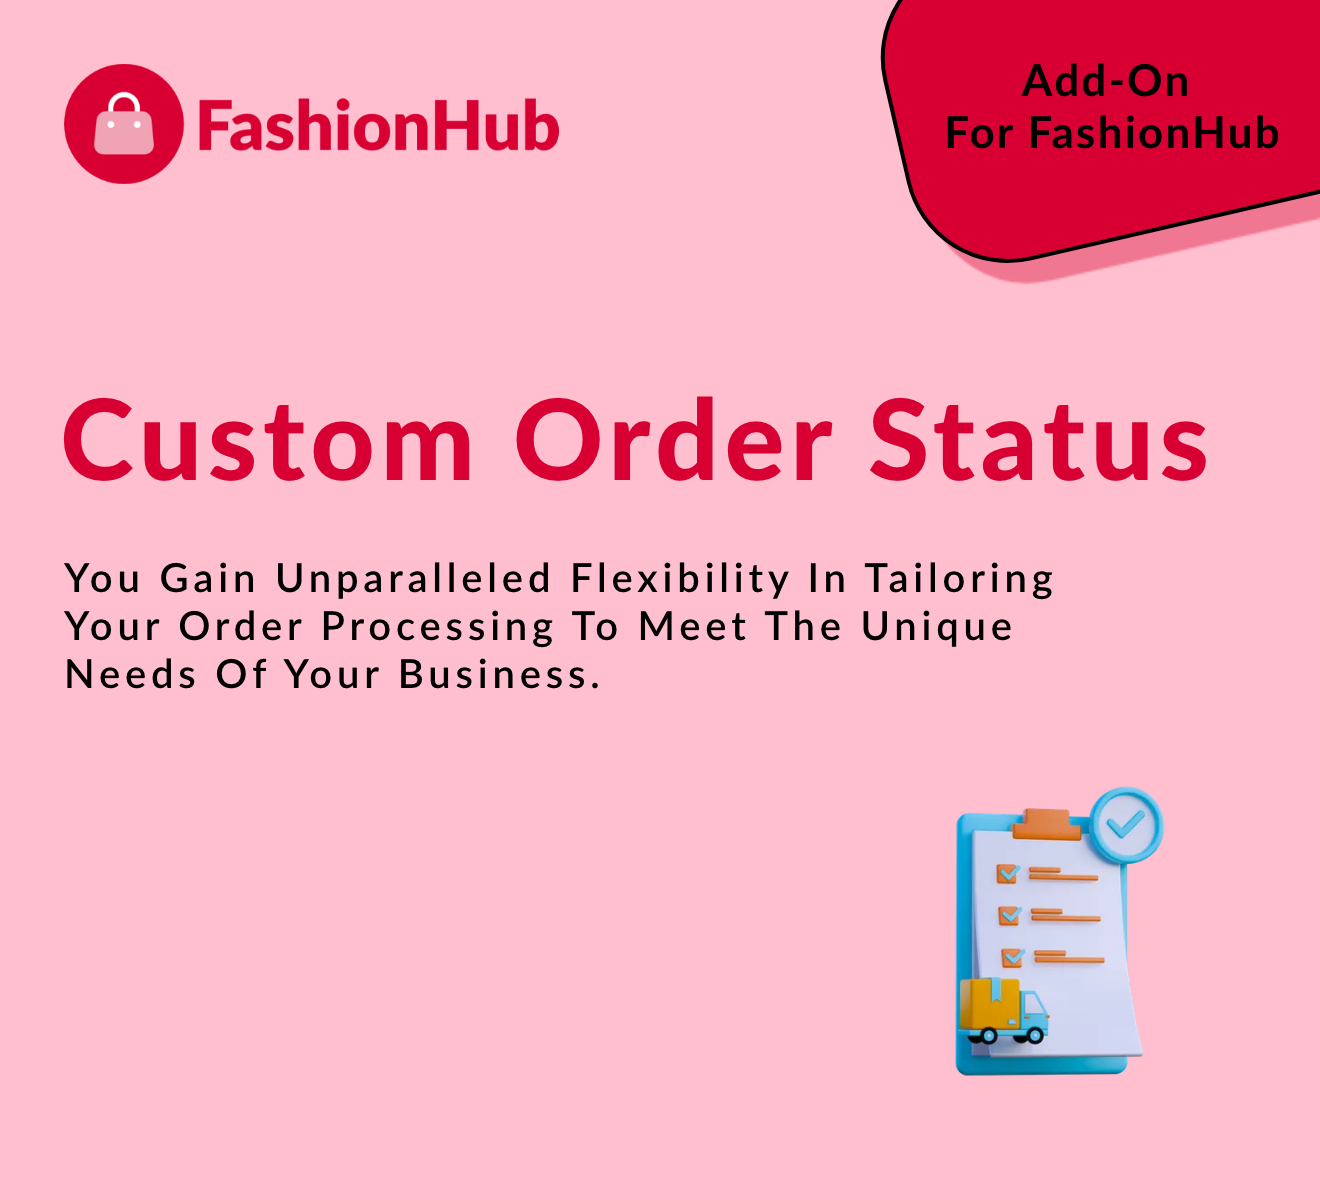 FashionHub
Add-On
For FashionHub
Custom Order Status
You Gain Unparalleled Flexibility In Tailoring
Your Order Processing To Meet The Unique
Needs Of Your Business.